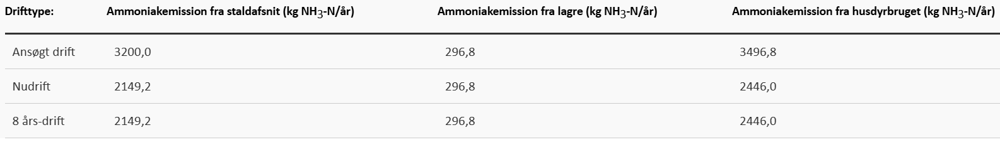 Drifttype: Ammoniakemission fra staldafsnit (kg NH3-N/år) Ammoniakemission fra lagre (kg NH3-N/år) Ammoniakemission fra husdyrbruget (kg NH3-N/år)
Ansøgt drift 3200,0 296,8 3496,8
Nudrift 2149,2 296,8 2446,0
8 års-drift 2149,2 296,8 2446,0